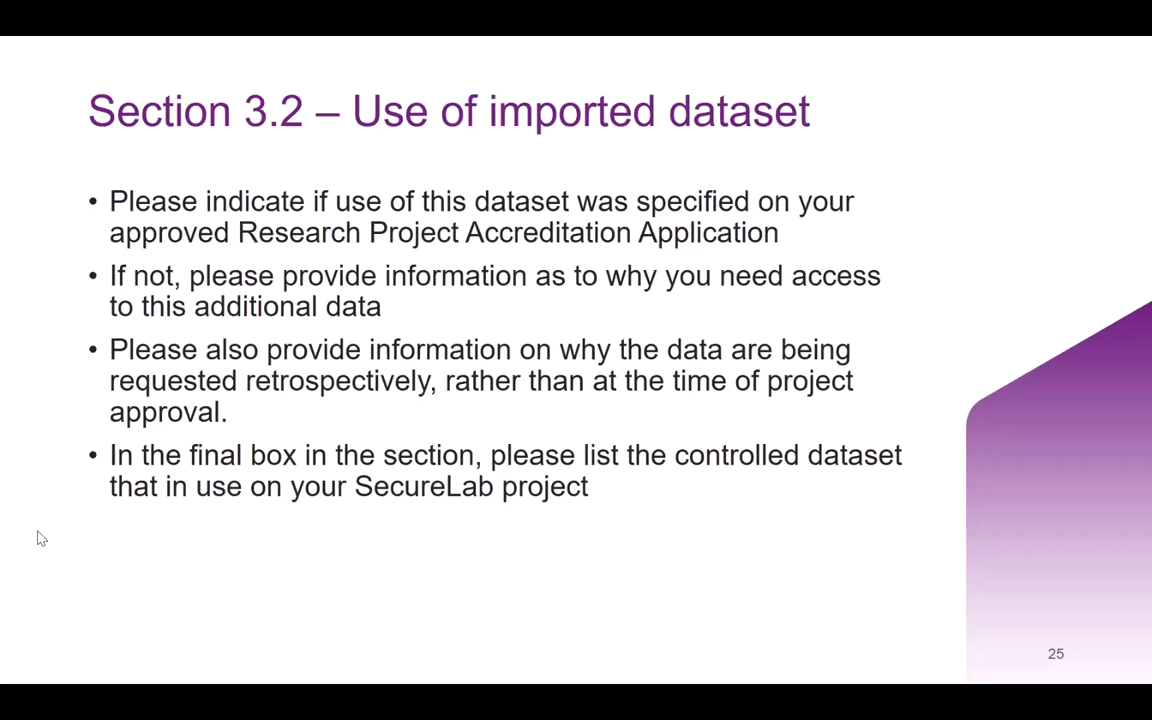 Section 3.2 – Use of imported dataset
• Please indicate if use of this dataset was specified on your
approved Research Project Accreditation Application
• If not, please provide information as to why you need access
to this additional data
• Please also provide information on why the data are being
requested retrospectively, rather than at the time of project
approval.
• In the final box in the section, please list the controlled dataset
that in use on your SecureLab project
25